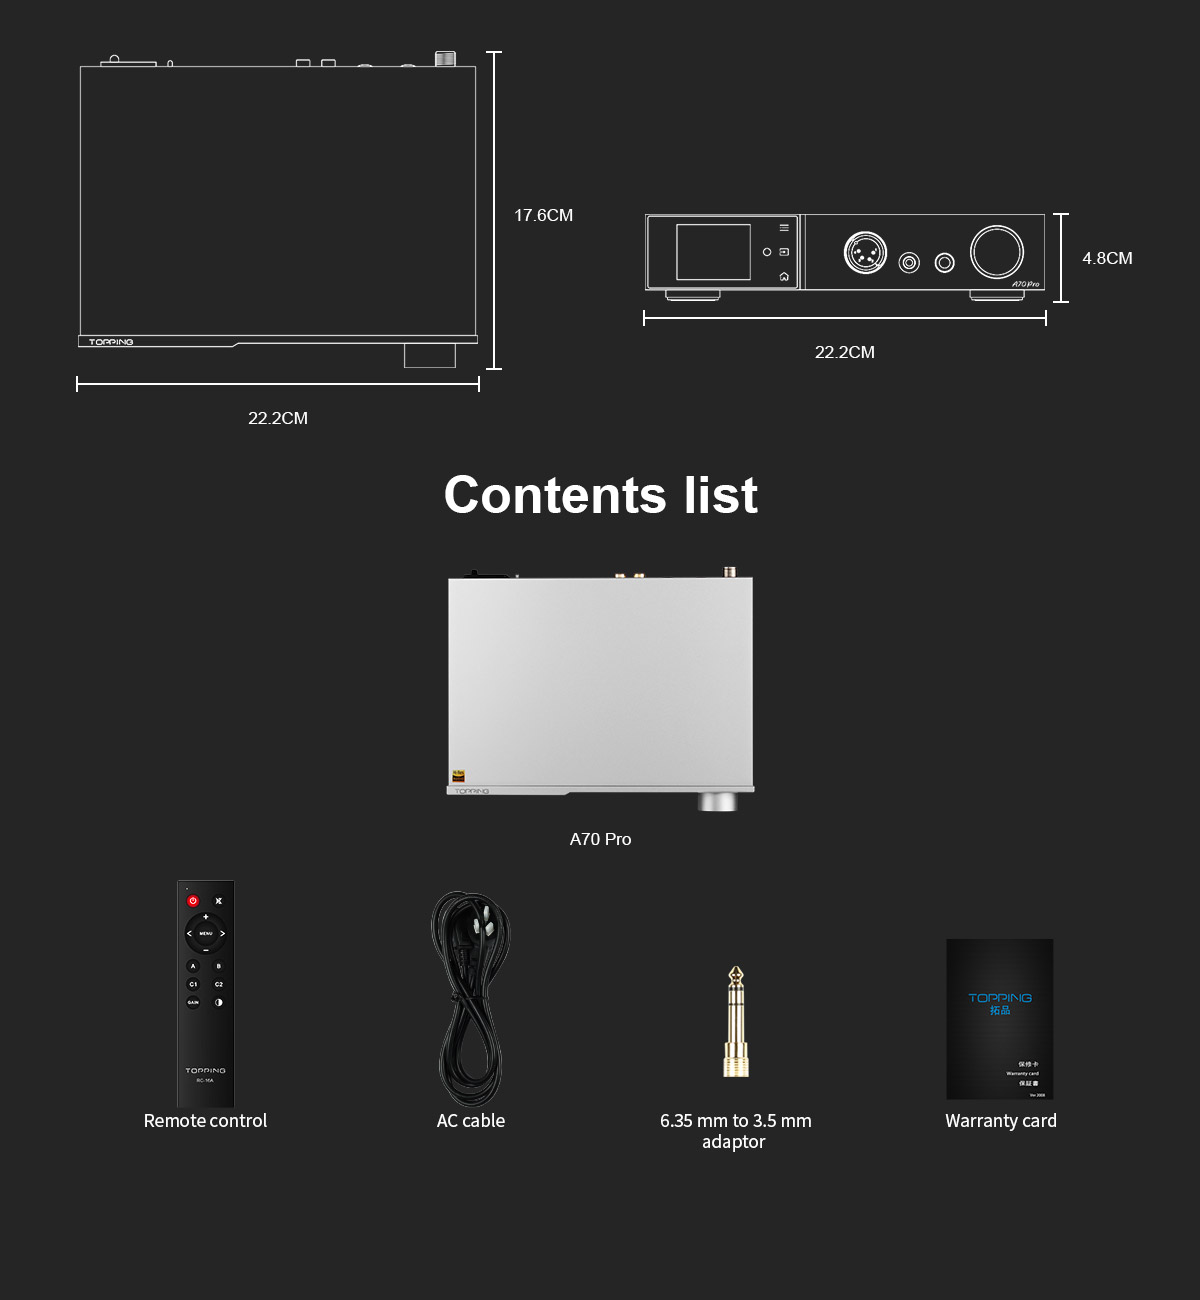 17.6CM
TOPPING
22.2CM
A70 Pro
4.8CM
22.2CM
Contents list
TOPPING
A70 Pro
MENU
A B
C1 C2
GAIN
TOPPING
RC-16A
Remote control
AC cable
6.35 mm to 3.5 mm
adaptor
TOPPING
拓品
保修卡
Warranty card
保証書
Warranty card